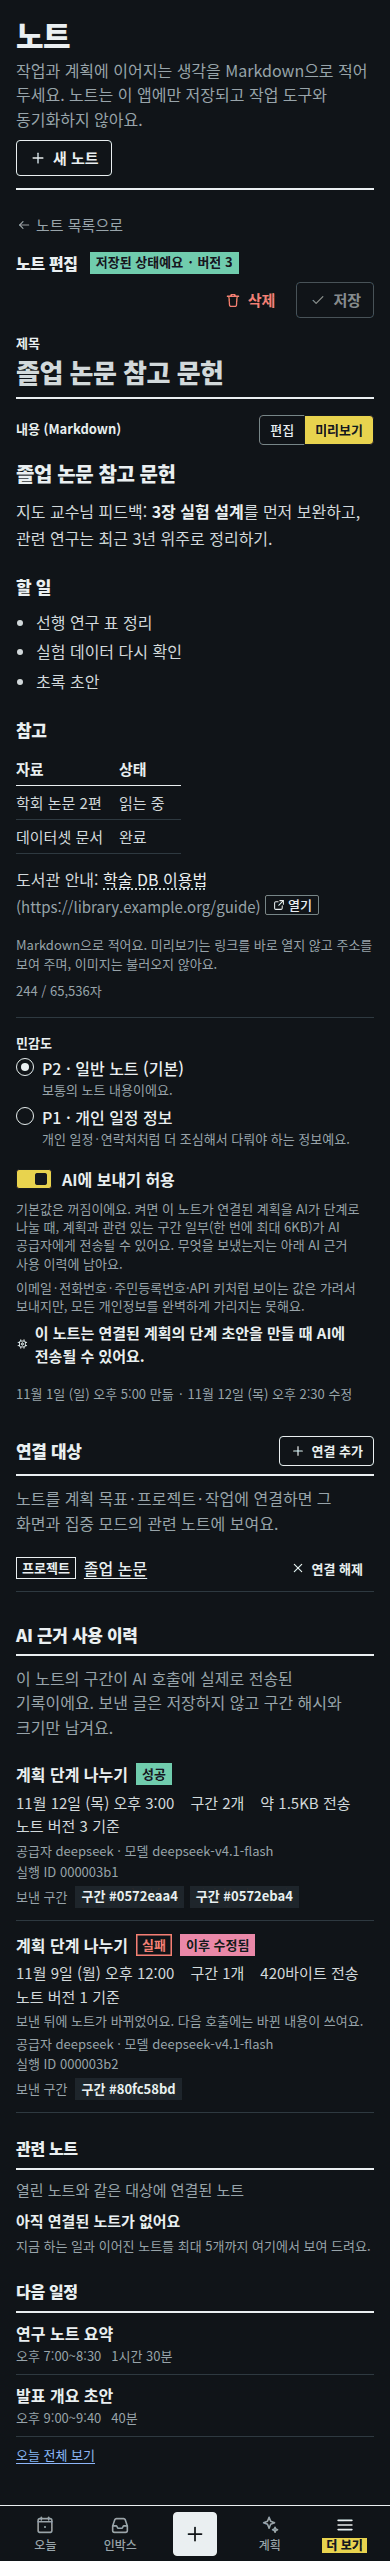 노트
작업과 계획에 이어지는 생각을 Markdown으로 적어
두세요. 노트는 이 앱에만 저장되고 작업 도구와
동기화하지 않아요.
+ 새 노트
← 노트 목록으로
노트 편집 저장된 상태예요 · 버전 3
삭제 저장
제목
졸업 논문 참고 문헌
내용 (Markdown) 편집 미리보기
졸업 논문 참고 문헌
지도 교수님 피드백: 3장 실험 설계를 먼저 보완하고,
관련 연구는 최근 3년 위주로 정리하기.
할 일
• 선행 연구 표 정리
• 실험 데이터 다시 확인
• 초록 초안
참고
자료 상태
학회 논문 2편 읽는 중
데이터셋 문서 완료
도서관 안내: 학술 DB 이용법
(https://library.example.org/guide) 열기
Markdown으로 적어요. 미리보기는 링크를 바로 열지 않고 주소를
보여 주며, 이미지는 불러오지 않아요.
244 / 65,536자
민감도
P2 · 일반 노트 (기본)
보통의 노트 내용이에요.
P1 · 개인 일정 정보
개인 일정·연락처처럼 더 조심해서 다뤄야 하는 정보예요.
AI에 보내기 허용
기본값은 꺼짐이에요. 켜면 이 노트가 연결된 계획을 AI가 단계로
나눌 때, 계획과 관련 있는 구간 일부(한 번에 최대 6KB)가 AI
공급자에게 전송될 수 있어요. 무엇을 보냈는지는 아래 AI 근거
사용 이력에 남아요.
이메일·전화번호·주민등록번호·API 키처럼 보이는 값은 가려서
보내지만, 모든 개인정보를 완벽하게 가리지는 못해요.
이 노트는 연결된 계획의 단계 초안을 만들 때 AI에
전송될 수 있어요.
11월 1일 (일) 오후 5:00 만듦 · 11월 12일 (목) 오후 2:30 수정
연결 대상 + 연결 추가
노트를 계획 목표·프로젝트·작업에 연결하면 그
화면과 집중 모드의 관련 노트에 보여요.
프로젝트 졸업 논문 × 연결 해제
AI 근거 사용 이력
이 노트의 구간이 AI 호출에 실제로 전송된
기록이에요. 보낸 글은 저장하지 않고 구간 해시와
크기만 남겨요.
계획 단계 나누기 성공
11월 12일 (목) 오후 3:00 구간 2개 약 1.5KB 전송
노트 버전 3 기준
공급자 deepseek · 모델 deepseek-v4.1-flash
실행 ID 000003b1
보낸 구간 구간 #0572eaa4 구간 #0572eba4
계획 단계 나누기 실패 이후 수정됨
11월 9일 (월) 오후 12:00 구간 1개 420바이트 전송
노트 버전 1 기준
보낸 뒤에 노트가 바뀌었어요. 다음 호출에는 바뀐 내용이 쓰여요.
공급자 deepseek · 모델 deepseek-v4.1-flash
실행 ID 000003b2
보낸 구간 구간 #80fc58bd
관련 노트
열린 노트와 같은 대상에 연결된 노트
아직 연결된 노트가 없어요
지금 하는 일과 이어진 노트를 최대 5개까지 여기에서 보여 드려요.
다음 일정
연구 노트 요약
오후 7:00~8:30 1시간 30분
발표 개요 초안
오후 9:00~9:40 40분
오늘 전체 보기
오늘 인박스 + 계획 더 보기